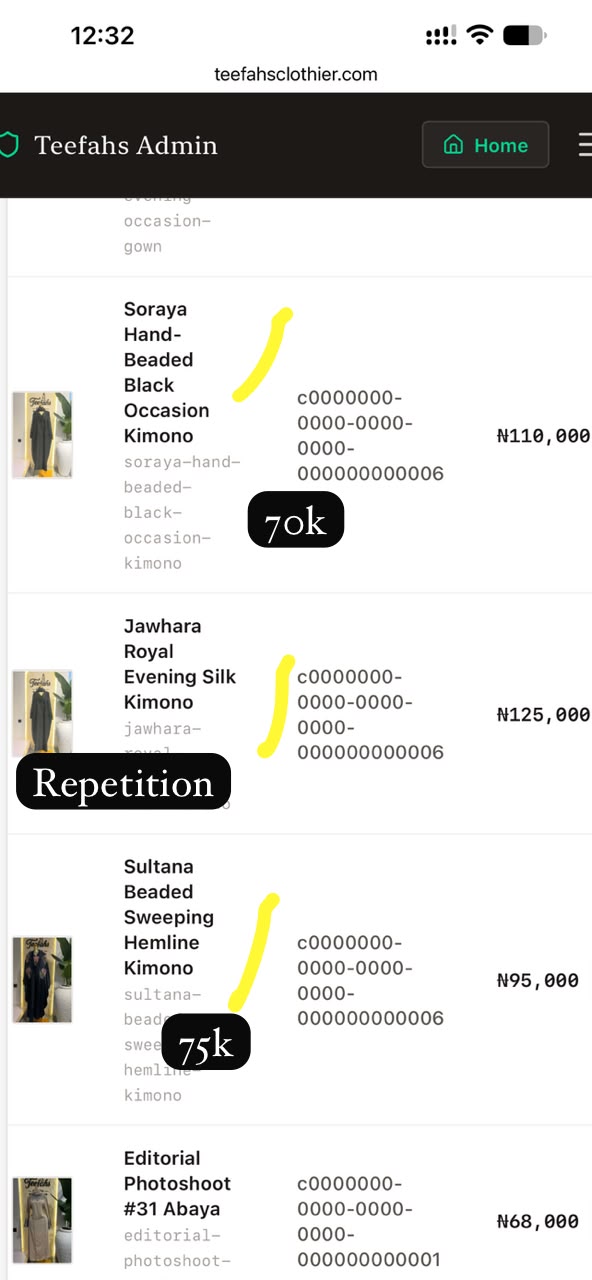 12:32
teefahsclothier.com
Teefahs Admin
Home
evening-
occasion-
gown
Soraya
Hand-
Beaded
Black
Occasion
Kimono
soraya-hand-
beaded-
black-
occasion-
kimono
c0000000-
0000-0000-
0000-
000000000006
₦110,000
70k
Jawhara
Royal
Evening Silk
Kimono
jawhara-
royal
c0000000-
0000-0000-
0000-
000000000006
₦125,000
Repetition
Sultana
Beaded
Sweeping
Hemline
Kimono
sultana-
bead
swee
hemline-
kimono
c0000000-
0000-0000-
0000-
000000000006
₦95,000
75k
Editorial
Photoshoot
#31 Abaya
editorial-
photoshoot-
c0000000-
0000-0000-
0000-
000000000001
₦68,000